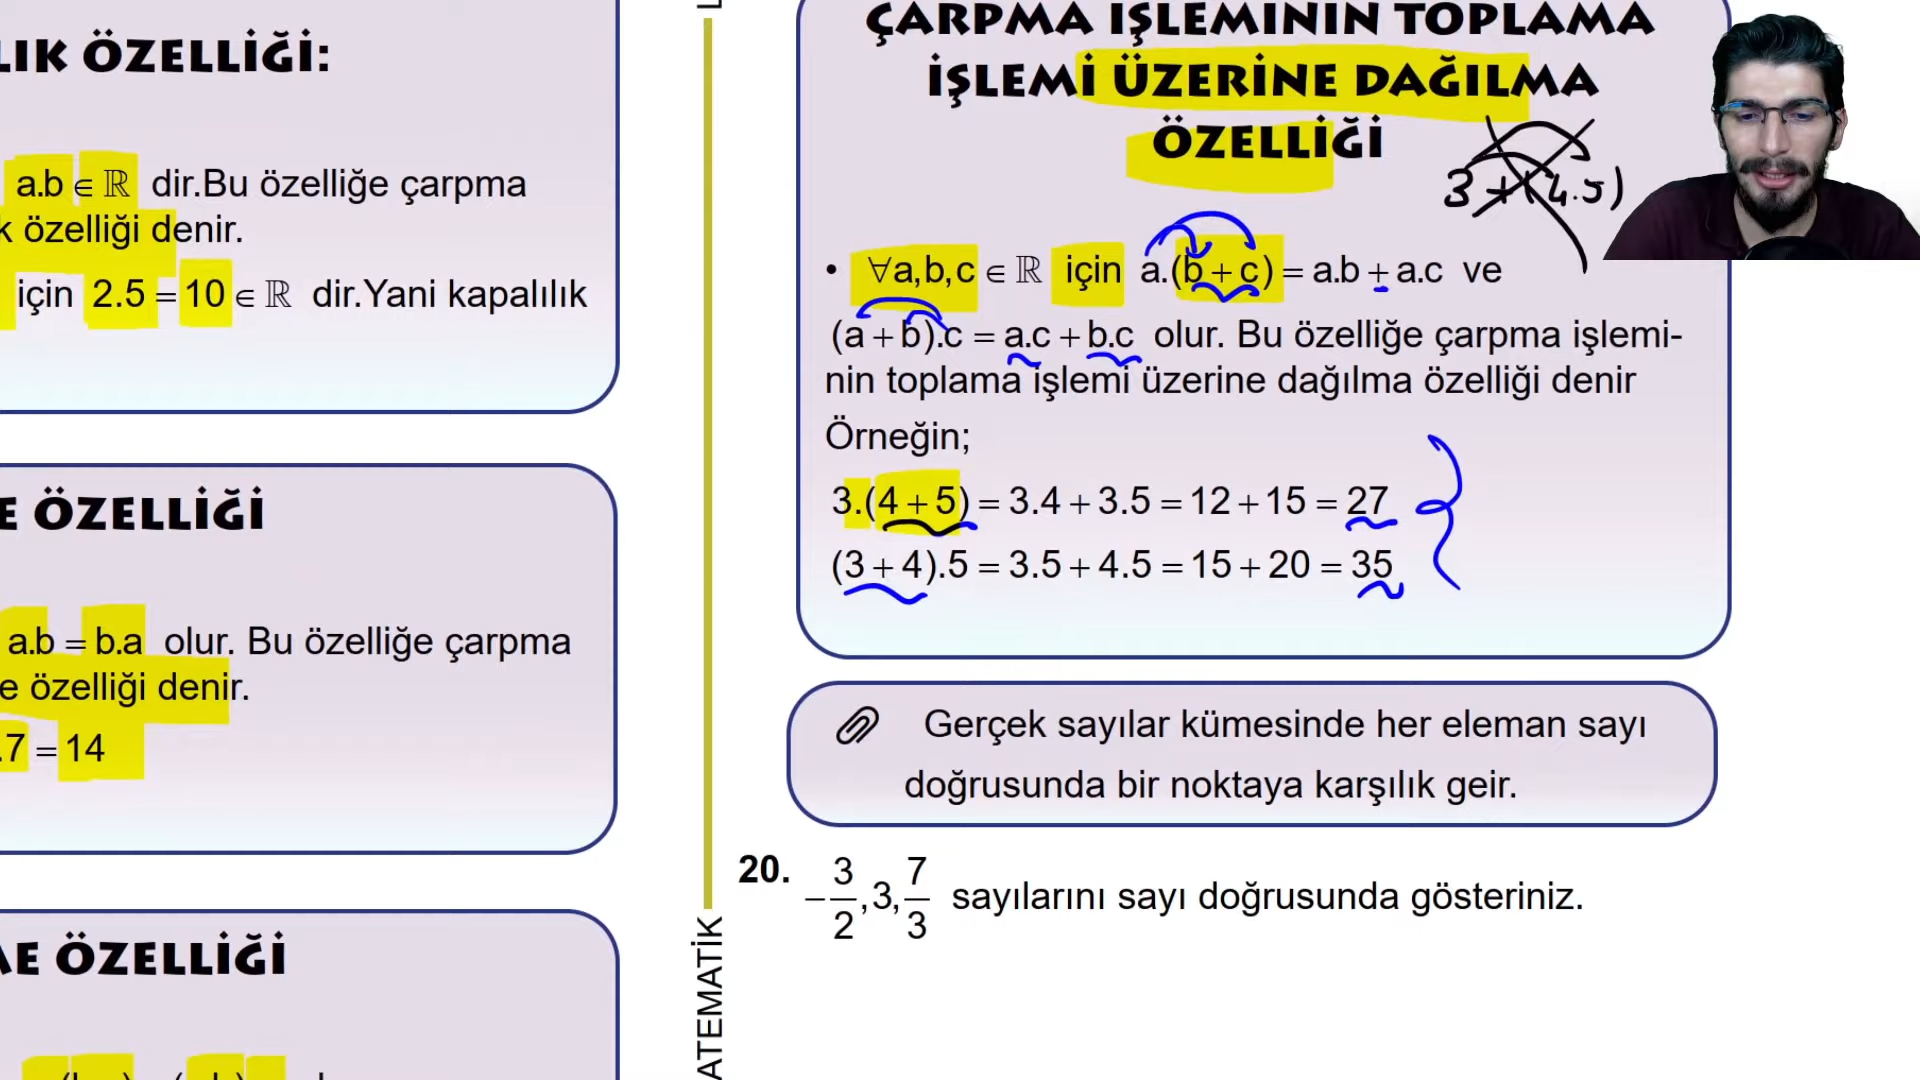 LIK ÖZELLİĞİ:
a.b ∈ ℝ dir.Bu özelliğe çarpma
k özelliği denir.
için 2.5 = 10 ∈ ℝ dir.Yani kapalılık
E ÖZELLİĞİ
a.b = b.a olur. Bu özelliğe çarpma
e özelliği denir.
.7 = 14
ME ÖZELLİĞİ
MATEMATİK
ÇARPMA İŞLEMİNİN TOPLAMA
İŞLEMİ ÜZERİNE DAĞILMA
ÖZELLİĞİ
3 + (4.5)
• ∀a,b,c ∈ ℝ için a.(b + c) = a.b + a.c ve
(a + b).c = a.c + b.c olur. Bu özelliğe çarpma işlemi-
nin toplama işlemi üzerine dağılma özelliği denir
Örneğin;
3.(4 + 5) = 3.4 + 3.5 = 12 + 15 = 27
(3 + 4).5 = 3.5 + 4.5 = 15 + 20 = 35
Gerçek sayılar kümesinde her eleman sayı
doğrusunda bir noktaya karşılık geir.
20. -3/2, 3, 7/3 sayılarını sayı doğrusunda gösteriniz.